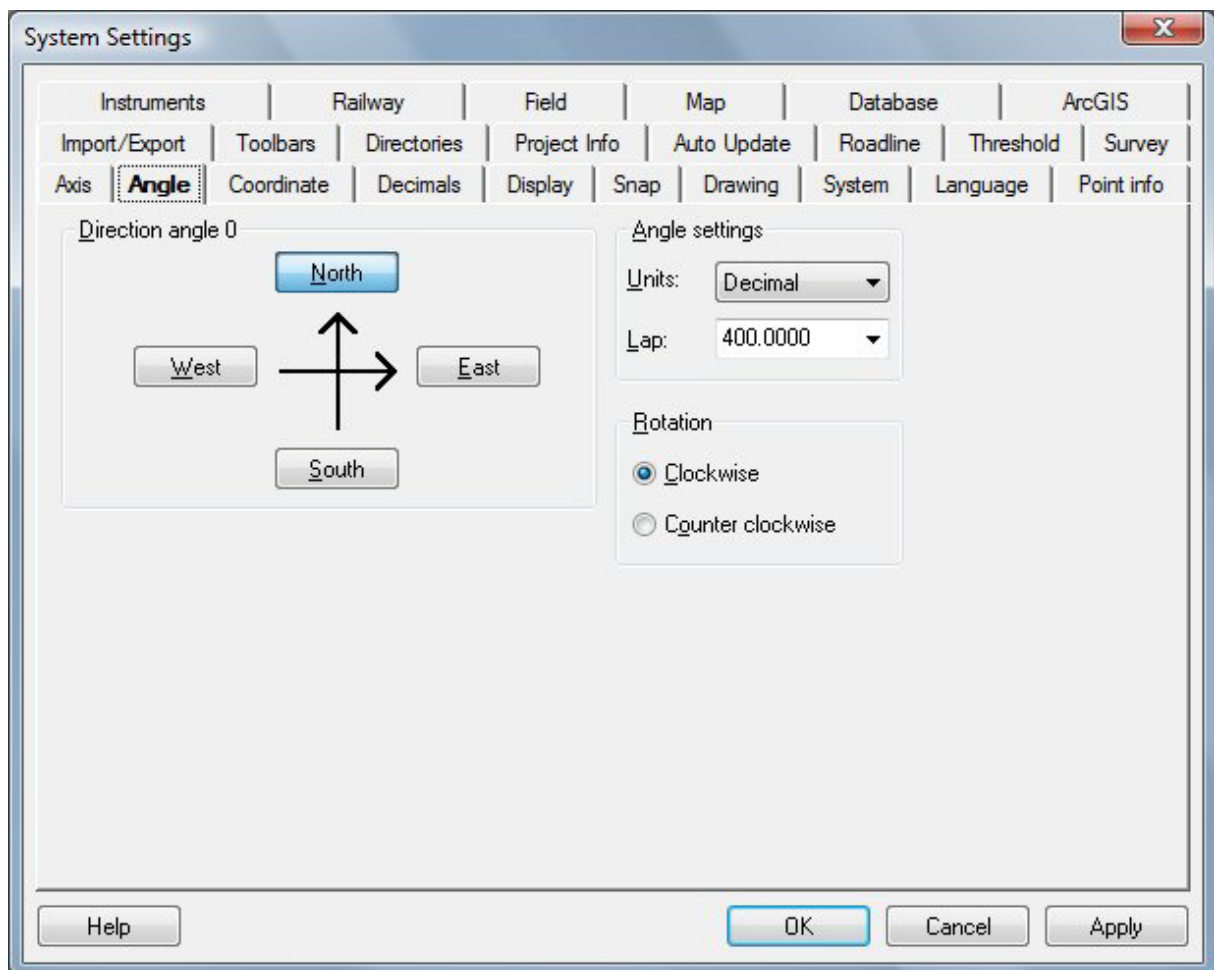 System Settings
Instruments Railway Field Map Database ArcGIS
Import/Export Toolbars Directories Project Info Auto Update Roadline Threshold Survey
Axis Angle Coordinate Decimals Display Snap Drawing System Language Point info
Direction angle 0
North
West East
South
Angle settings
Units: Decimal
Lap: 400.0000
Rotation
Clockwise
Counter clockwise
Help OK Cancel Apply